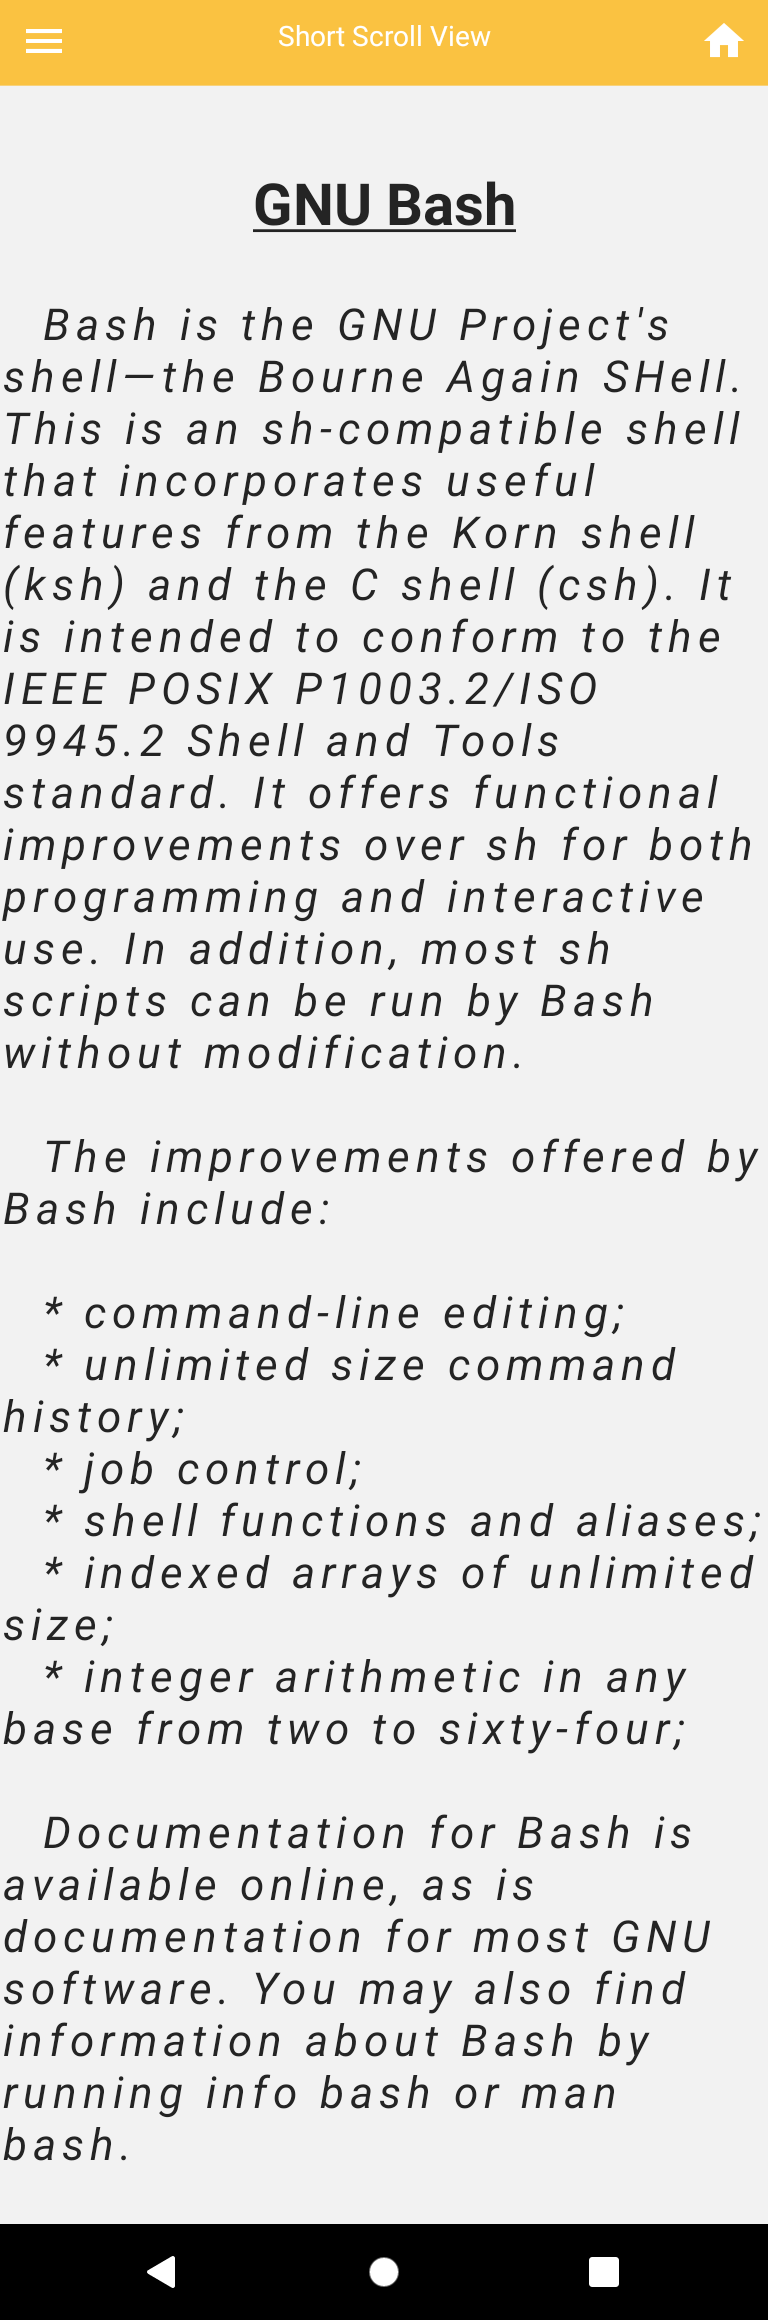 Short Scroll View
GNU Bash
Bash is the GNU Project's
shell—the Bourne Again SHell.
This is an sh-compatible shell
that incorporates useful
features from the Korn shell
(ksh) and the C shell (csh). It
is intended to conform to the
IEEE POSIX P1003.2/ISO
9945.2 Shell and Tools
standard. It offers functional
improvements over sh for both
programming and interactive
use. In addition, most sh
scripts can be run by Bash
without modification.
The improvements offered by
Bash include:
* command-line editing;
* unlimited size command
history;
* job control;
* shell functions and aliases;
* indexed arrays of unlimited
size;
* integer arithmetic in any
base from two to sixty-four;
Documentation for Bash is
available online, as is
documentation for most GNU
software. You may also find
information about Bash by
running info bash or man
bash.